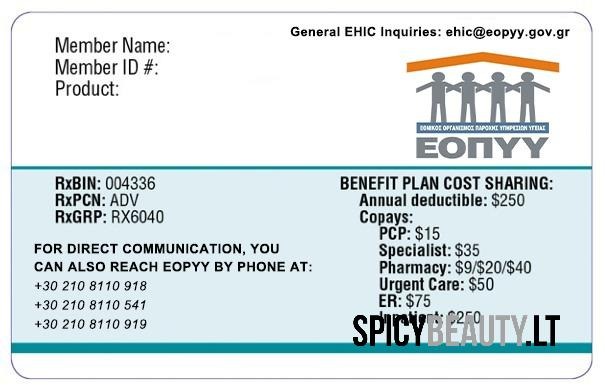 General EHIC Inquiries: ehic@eopyy.gov.gr
Member Name:
Member ID #:
Product:
ΕΘΝΙΚΟΣ ΟΡΓΑΝΙΣΜΟΣ ΠΑΡΟΧΗΣ ΥΠΗΡΕΣΙΩΝ ΥΓΕΙΑΣ
ΕΟΠΥΥ
RxBIN: 004336
RxPCN: ADV
RxGRP: RX6040
FOR DIRECT COMMUNICATION, YOU
CAN ALSO REACH EOPYY BY PHONE AT:
+30 210 8110 918
+30 210 8110 541
+30 210 8110 919
BENEFIT PLAN COST SHARING:
Annual deductible: $250
Copays:
PCP: $15
Specialist: $35
Pharmacy: $9/$20/$40
Urgent Care: $50
ER: $75
Inpatient: $250
SPICYBEAUTY.LT